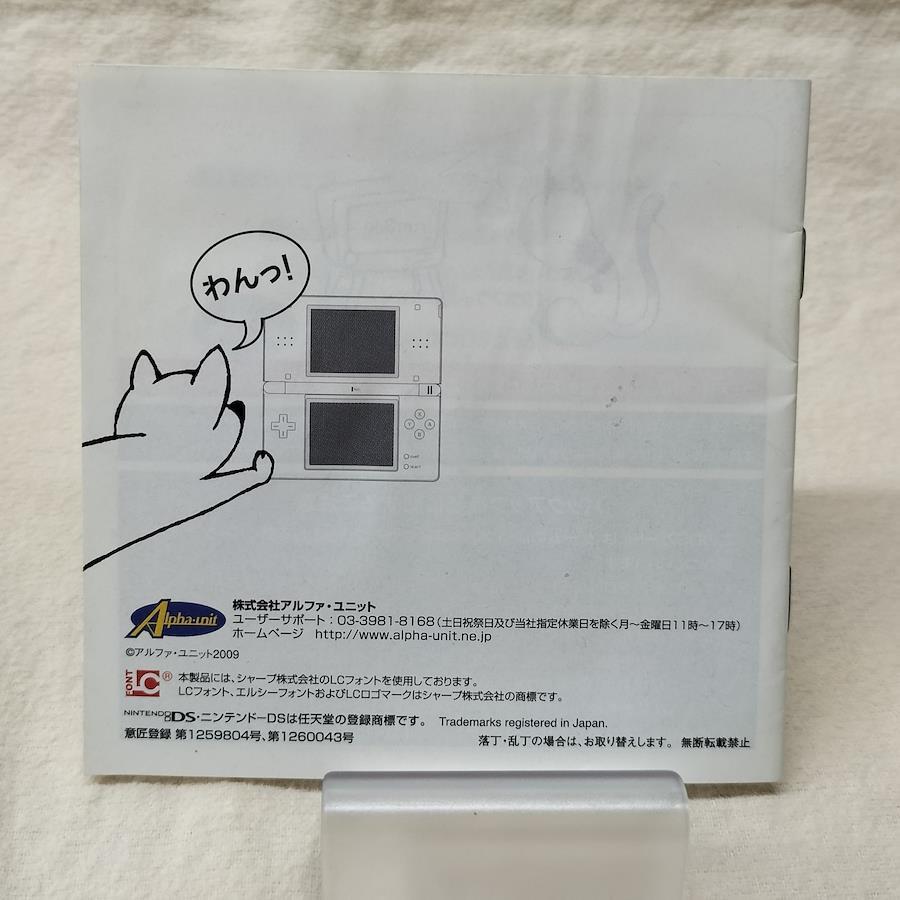 わんっ!
X
Y
A
B
START
SELECT
Alpha-unit
株式会社アルファ・ユニット
ユーザーサポート：03-3981-8168(土日祝祭日及び当社指定休業日を除く月〜金曜日11時〜17時)
ホームページ http://www.alpha-unit.ne.jp
©アルファ・ユニット2009
FONT LC® 本製品には、シャープ株式会社のLCフォントを使用しております。
LCフォント、エルシーフォントおよびLCロゴマークはシャープ株式会社の商標です。
NINTENDO DS・ニンテンドーDSは任天堂の登録商標です。 Trademarks registered in Japan.
意匠登録 第1259804号、第1260043号
落丁・乱丁の場合は、お取り替えします。 無断転載禁止